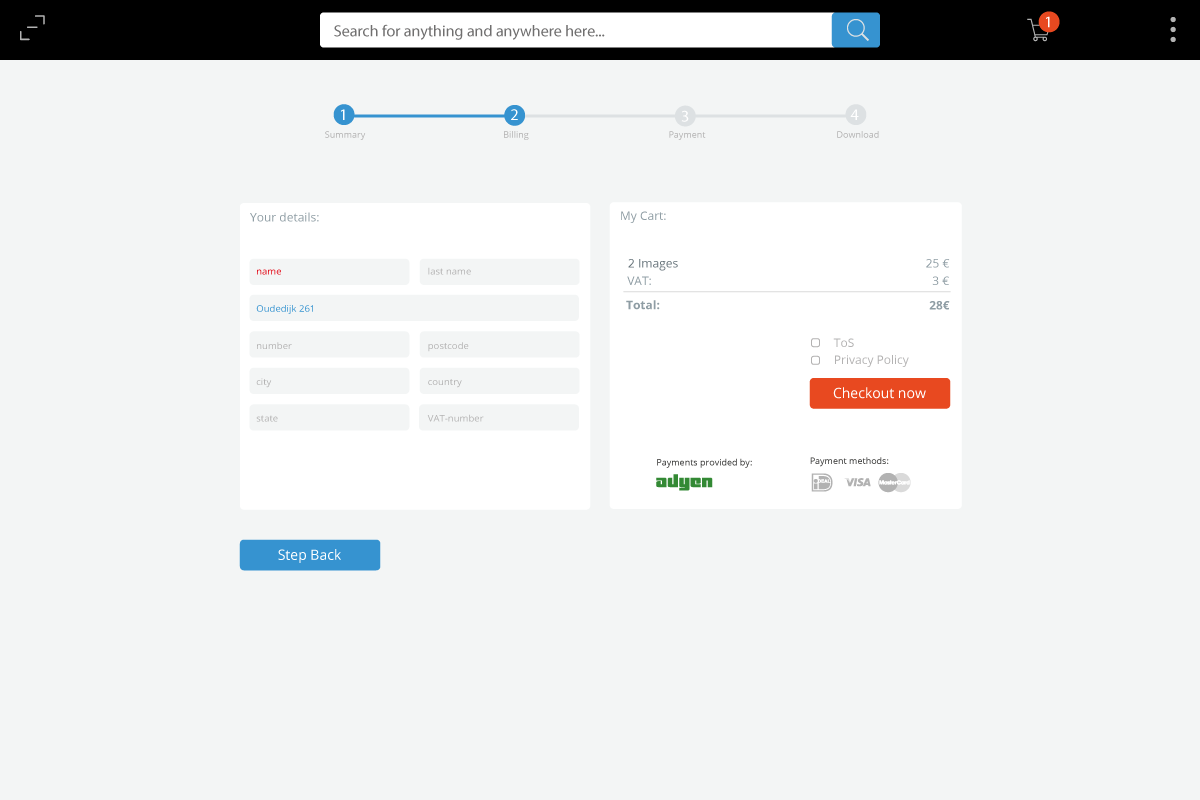 Search for anything and anywhere here...
1
1 2 3 4
Summary Billing Payment Download
Your details:
name last name
Oudedijk 261
number postcode
city country
state VAT-number
My Cart:
2 Images 25 €
VAT: 3 €
Total: 28€
ToS
Privacy Policy
Checkout now
Payments provided by: Payment methods:
adyen iDEAL VISA MasterCard
Step Back